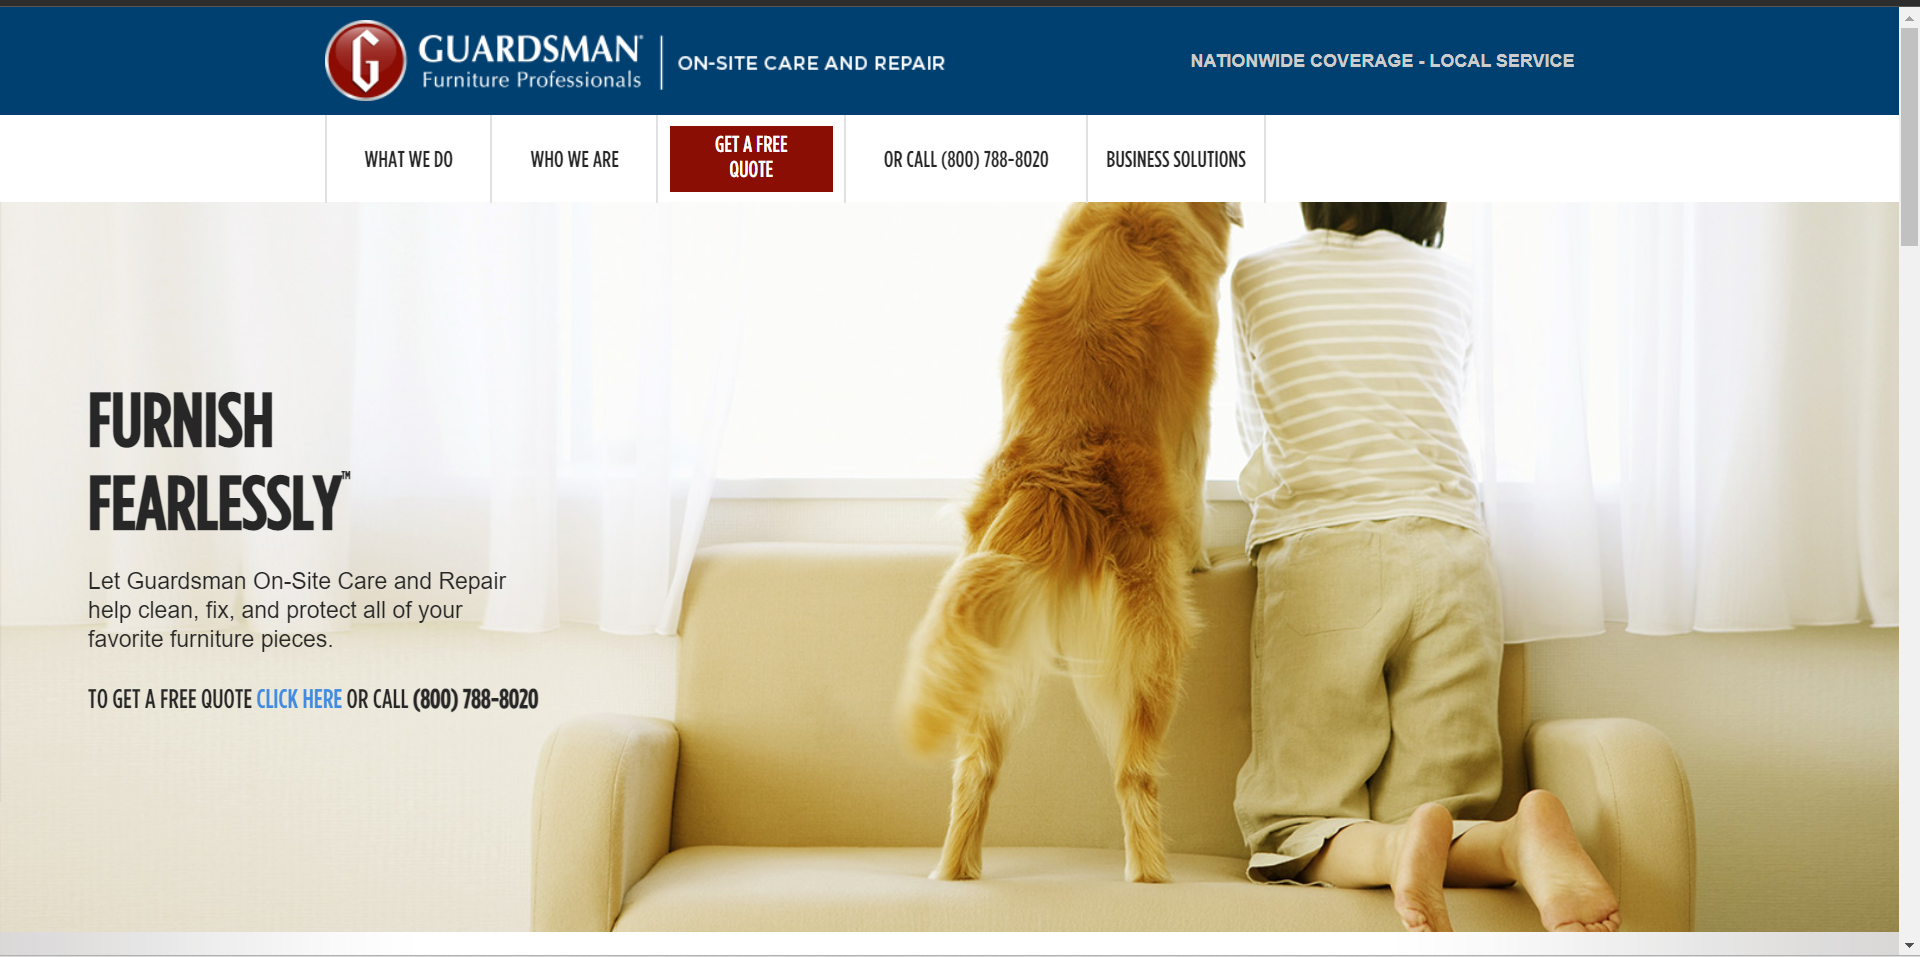 G
GUARDSMAN®
Furniture Professionals
ON-SITE CARE AND REPAIR
NATIONWIDE COVERAGE - LOCAL SERVICE
WHAT WE DO
WHO WE ARE
GET A FREE
QUOTE
OR CALL (800) 788-8020
BUSINESS SOLUTIONS
FURNISH
FEARLESSLY™
Let Guardsman On-Site Care and Repair
help clean, fix, and protect all of your
favorite furniture pieces.
TO GET A FREE QUOTE CLICK HERE OR CALL (800) 788-8020